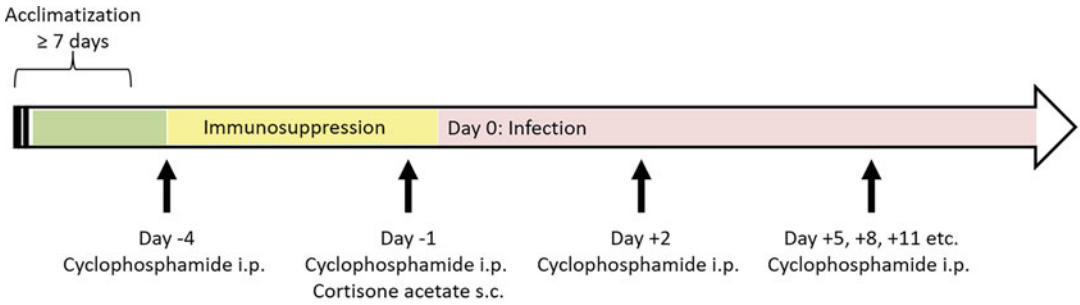 Acclimatization
≥ 7 days
Immunosuppression
Day 0: Infection
Day -4
Cyclophosphamide i.p.
Day -1
Cyclophosphamide i.p.
Cortisone acetate s.c.
Day +2
Cyclophosphamide i.p.
Day +5, +8, +11 etc.
Cyclophosphamide i.p.